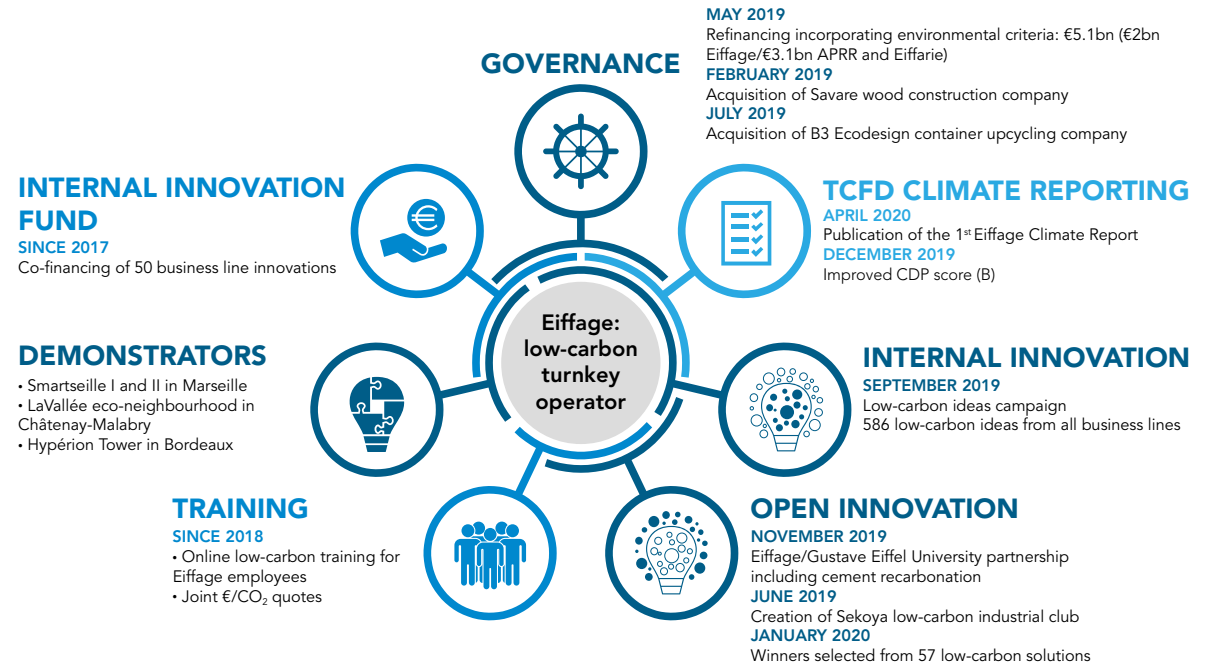 GOVERNANCE
MAY 2019
Refinancing incorporating environmental criteria: €5.1bn (€2bn
Eiffage/€3.1bn APRR and Eiffarie)
FEBRUARY 2019
Acquisition of Savare wood construction company
JULY 2019
Acquisition of B3 Ecodesign container upcycling company
INTERNAL INNOVATION
FUND
SINCE 2017
Co-financing of 50 business line innovations
TCFD CLIMATE REPORTING
APRIL 2020
Publication of the 1st Eiffage Climate Report
DECEMBER 2019
Improved CDP score (B)
Eiffage:
low-carbon
turnkey
operator
DEMONSTRATORS
• Smartseille I and II in Marseille
• LaVallée eco-neighbourhood in
Châtenay-Malabry
• Hypérion Tower in Bordeaux
INTERNAL INNOVATION
SEPTEMBER 2019
Low-carbon ideas campaign
586 low-carbon ideas from all business lines
TRAINING
SINCE 2018
• Online low-carbon training for
Eiffage employees
• Joint €/CO₂ quotes
OPEN INNOVATION
NOVEMBER 2019
Eiffage/Gustave Eiffel University partnership
including cement recarbonation
JUNE 2019
Creation of Sekoya low-carbon industrial club
JANUARY 2020
Winners selected from 57 low-carbon solutions